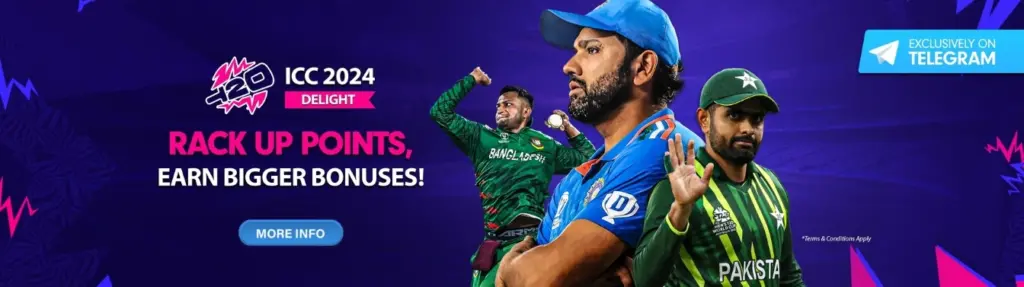 T20
ICC 2024
DELIGHT
RACK UP POINTS,
EARN BIGGER BONUSES!
MORE INFO
BANGLADESH
PAKISTA
EXCLUSIVELY ON
TELEGRAM
*Terms & Conditions Apply